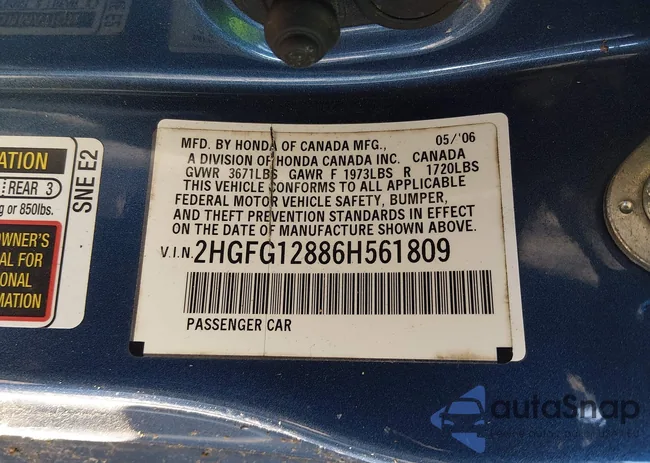 MFD. BY HONDA OF CANADA MFG., 05/'06
A DIVISION OF HONDA CANADA INC. CANADA
GVWR 3671LBS GAWR F 1973LBS R 1720LBS
THIS VEHICLE CONFORMS TO ALL APPLICABLE
FEDERAL MOTOR VEHICLE SAFETY, BUMPER,
AND THEFT PREVENTION STANDARDS IN EFFECT
ON THE DATE OF MANUFACTURE SHOWN ABOVE.
V.I.N. 2HGFG12886H561809
PASSENGER CAR
ATION
REAR 3
g or 850lbs.
OWNER'S
AL FOR
IONAL
MATION
SNE E2
autoSnap